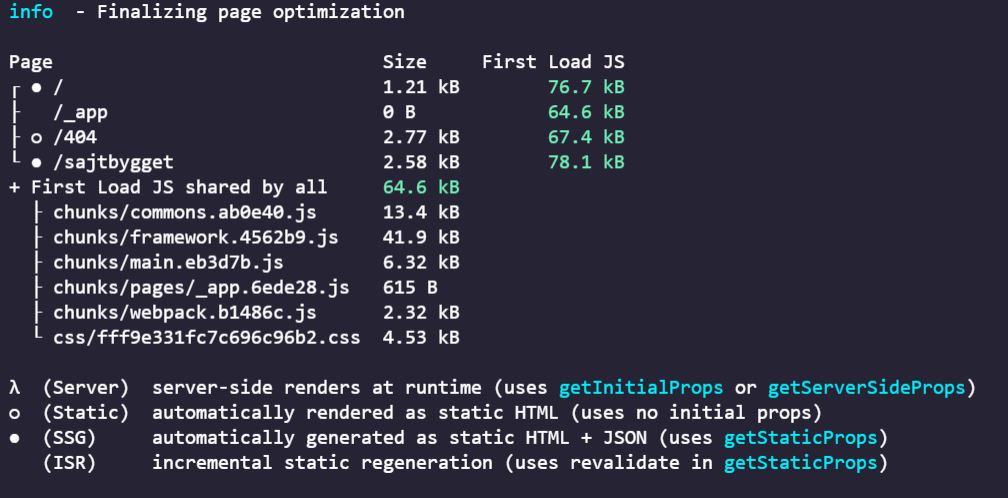 info  - Finalizing page optimization
Page                              Size     First Load JS
┌ ● /                             1.21 kB        76.7 kB
├   /_app                         0 B            64.6 kB
├ ○ /404                          2.77 kB        67.4 kB
└ ● /sajtbygget                   2.58 kB        78.1 kB
+ First Load JS shared by all     64.6 kB
  ├ chunks/commons.ab0e40.js      13.4 kB
  ├ chunks/framework.4562b9.js    41.9 kB
  ├ chunks/main.eb3d7b.js         6.32 kB
  ├ chunks/pages/_app.6ede28.js   615 B
  ├ chunks/webpack.b1486c.js      2.32 kB
  └ css/fff9e331fc7c696c96b2.css  4.53 kB
λ  (Server)  server-side renders at runtime (uses getInitialProps or getServerSideProps)
○  (Static)  automatically rendered as static HTML (uses no initial props)
●  (SSG)     automatically generated as static HTML + JSON (uses getStaticProps)
   (ISR)     incremental static regeneration (uses revalidate in getStaticProps)